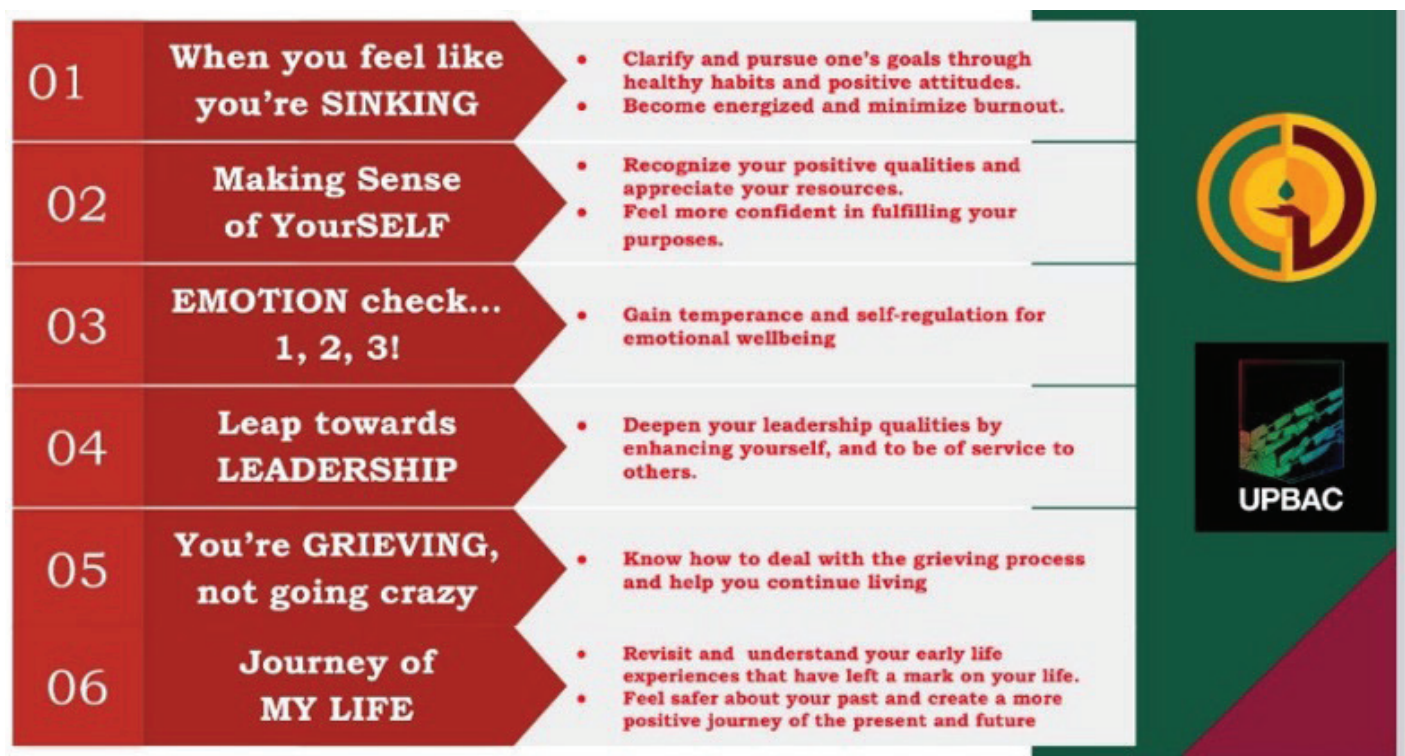 01
When you feel like
you're SINKING
• Clarify and pursue one's goals through
healthy habits and positive attitudes.
• Become energized and minimize burnout.
02
Making Sense
of YourSELF
• Recognize your positive qualities and
appreciate your resources.
• Feel more confident in fulfilling your
purposes.
03
EMOTION check...
1, 2, 3!
• Gain temperance and self-regulation for
emotional wellbeing
04
Leap towards
LEADERSHIP
• Deepen your leadership qualities by
enhancing yourself, and to be of service to
others.
05
You're GRIEVING,
not going crazy
• Know how to deal with the grieving process
and help you continue living
06
Journey of
MY LIFE
• Revisit and understand your early life
experiences that have left a mark on your life.
• Feel safer about your past and create a more
positive journey of the present and future
UPBAC